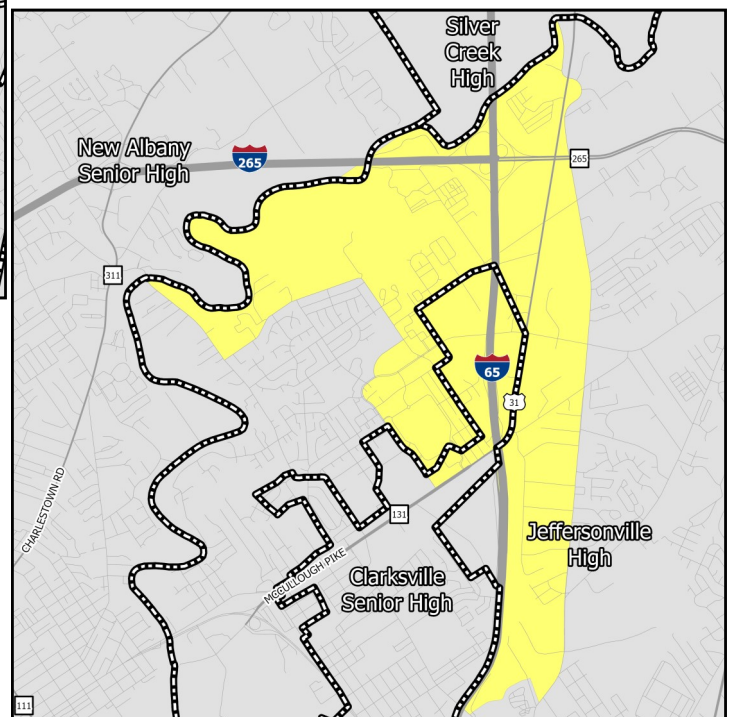 Silver
Creek
High
New Albany
Senior High
265
265
311
65
31
CHARLESTOWN RD
131
Jeffersonville
High
MCCULLOUGH PIKE
Clarksville
Senior High
111